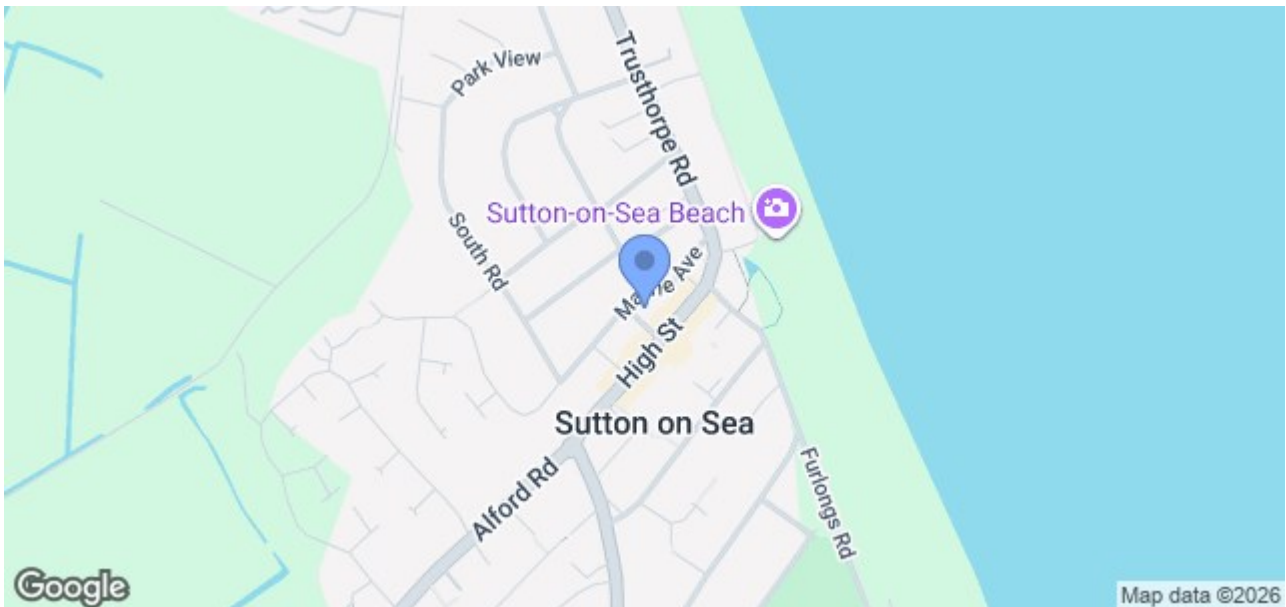 Park View
Trusthorpe Rd
Sutton-on-Sea Beach
South Rd
Ave
High St
Sutton on Sea
Alford Rd
Furlongs Rd
Google
Map data ©2026